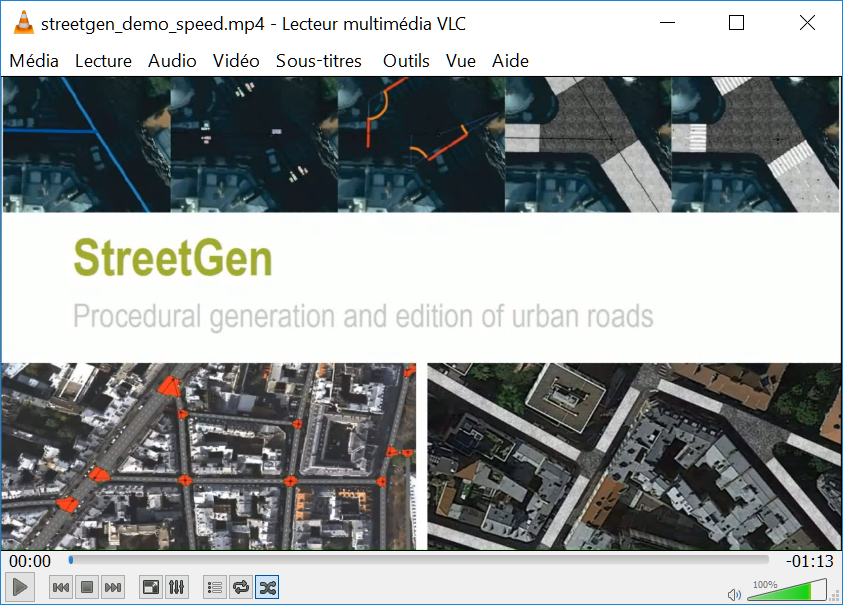 streetgen_demo_speed.mp4 - Lecteur multimédia VLC
Média Lecture Audio Vidéo Sous-titres Outils Vue Aide
StreetGen
Procedural generation and edition of urban roads
00:00 -01:13
100%